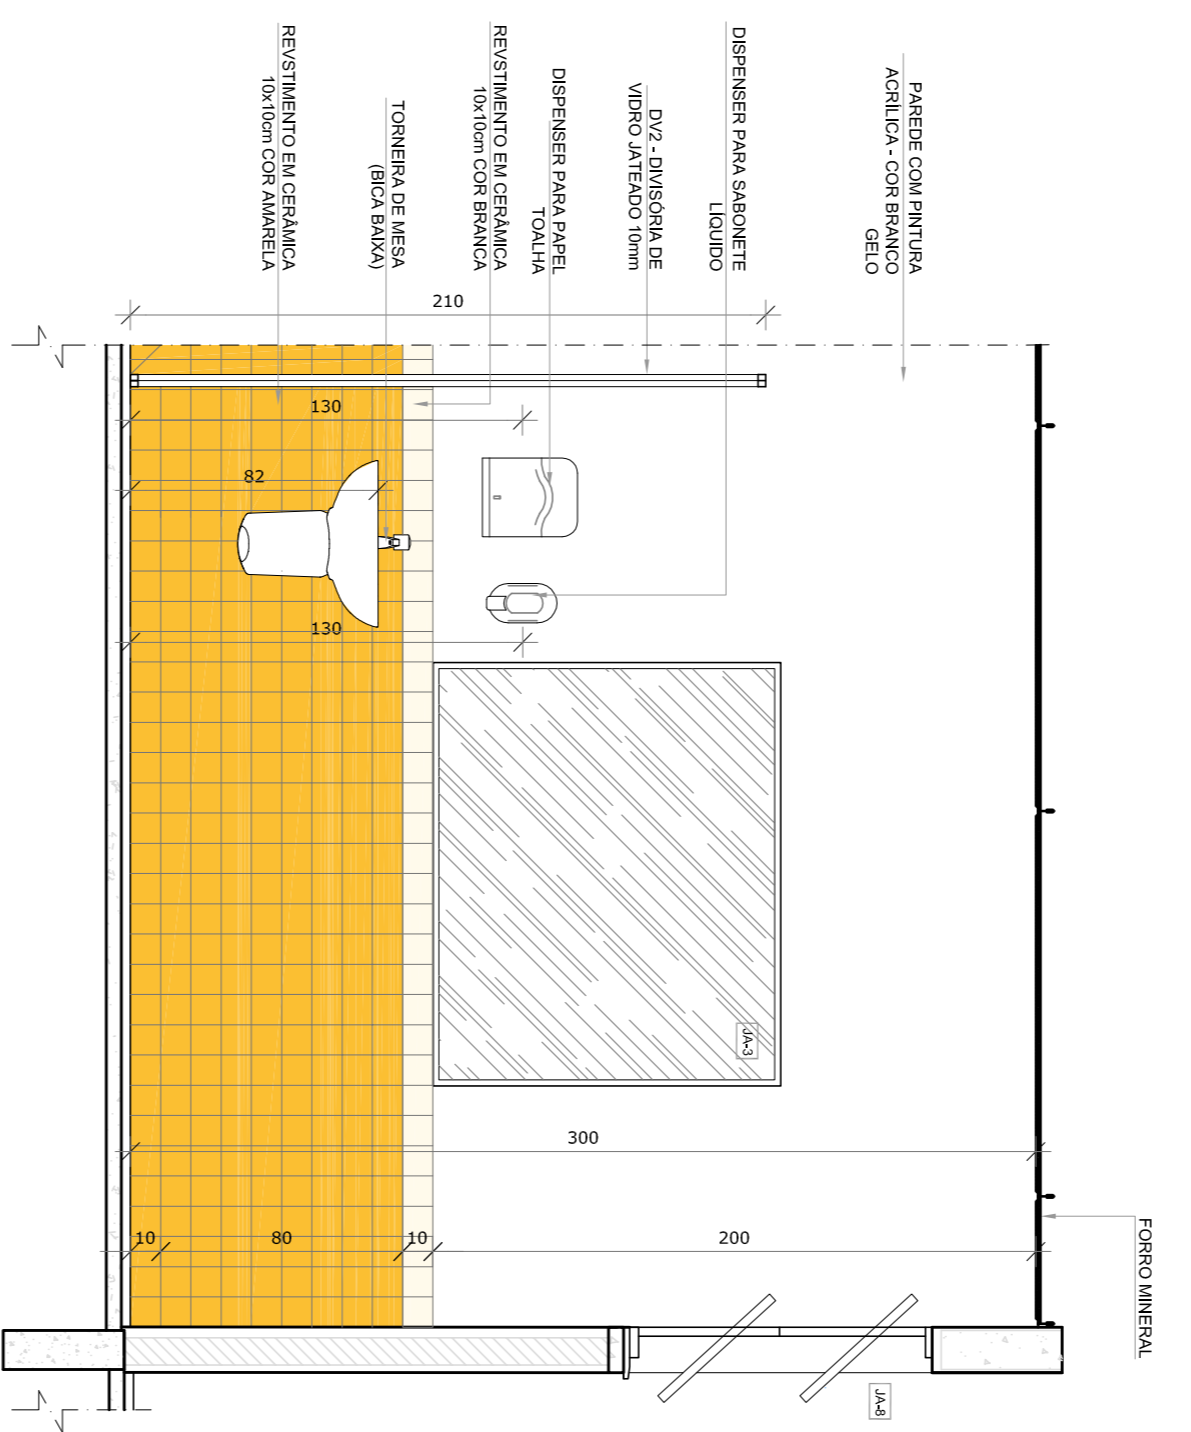 PAREDE COM PINTURA
ACRÍLICA - COR BRANCO
GELO
DISPENSER PARA SABONETE
LÍQUIDO
DV2 - DIVISÓRIA DE
VIDRO JATEADO 10mm
DISPENSER PARA PAPEL
TOALHA
REVSTIMENTO EM CERÂMICA
10x10cm COR BRANCA
TORNEIRA DE MESA
(BICA BAIXA)
REVSTIMENTO EM CERÂMICA
10x10cm COR AMARELA
210
130
82
130
JA-3
300
10
80
10
200
FORRO MINERAL
JA-8